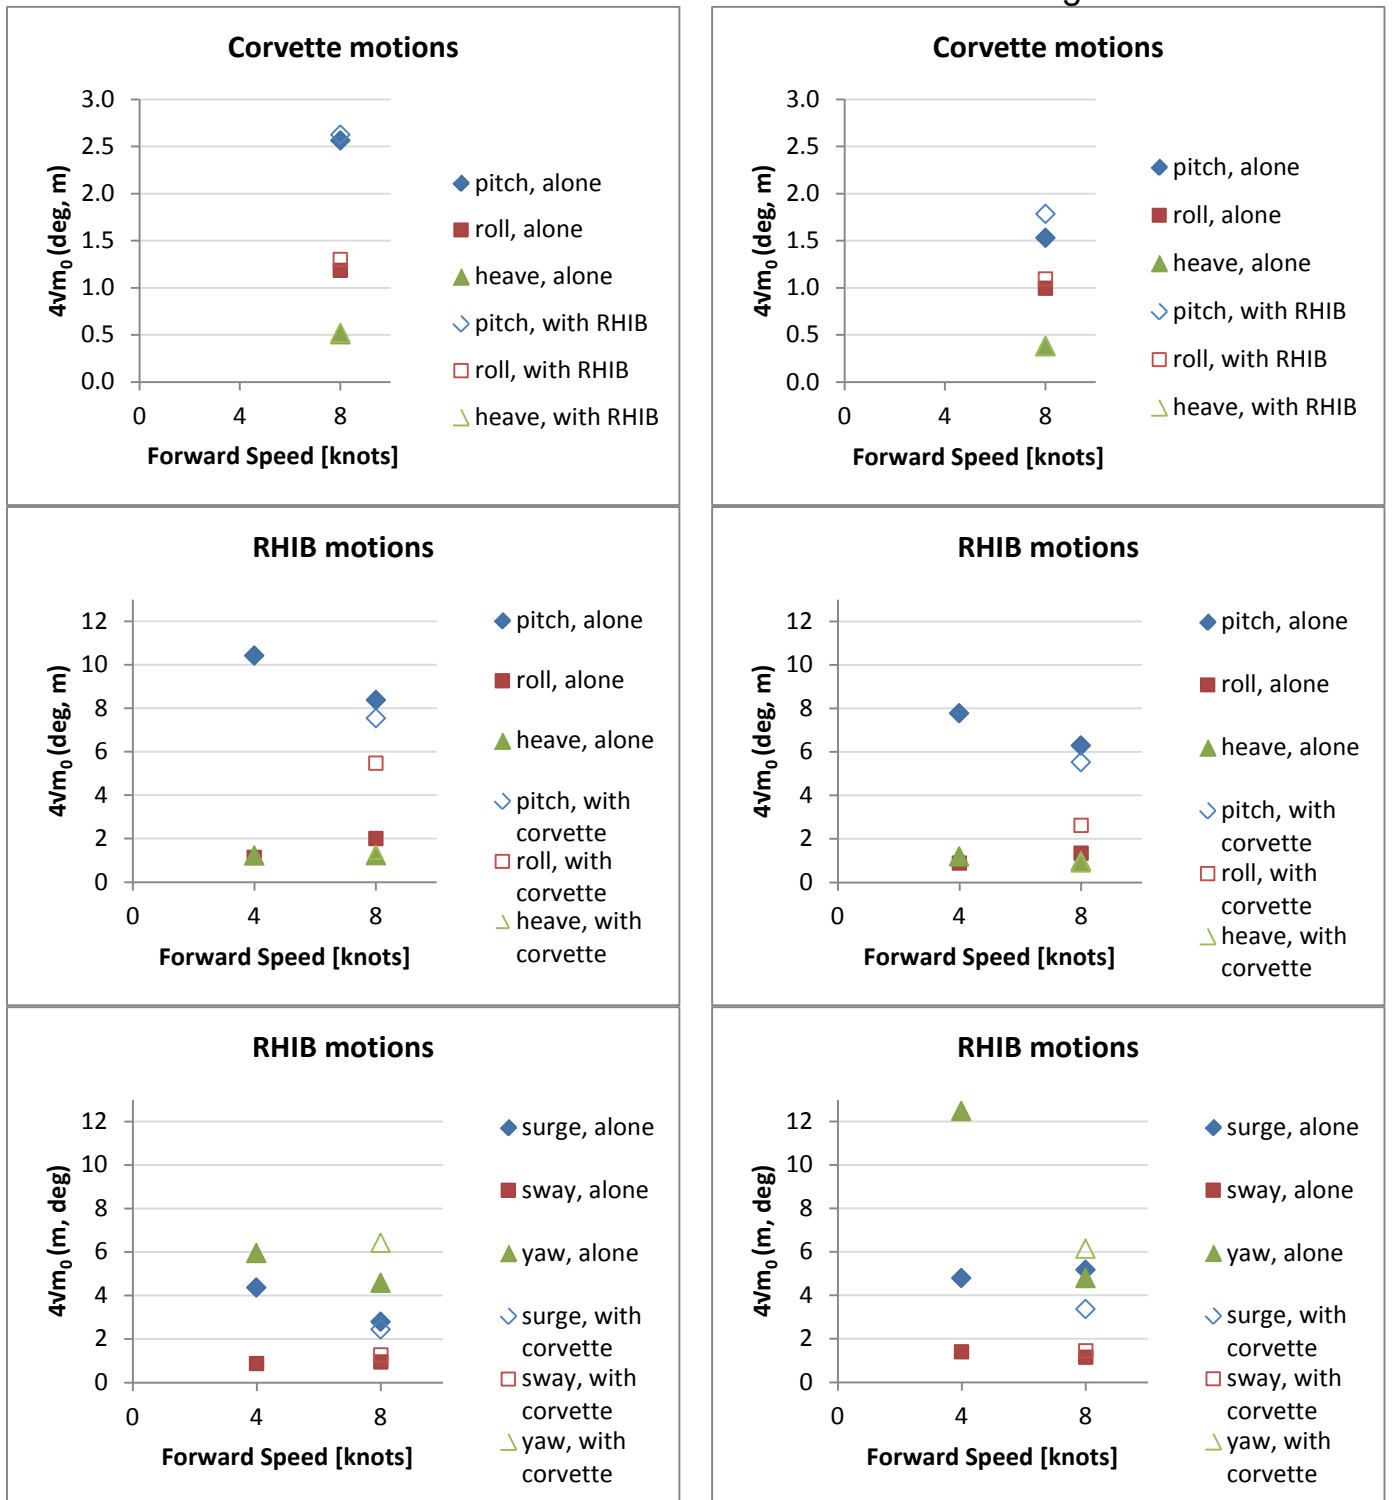 Corvette motions
3.0
2.5
2.0
1.5
1.0
0.5
0.0
0
4
8
4√m0 (deg, m)
Forward Speed [knots]
pitch, alone
roll, alone
heave, alone
pitch, with RHIB
roll, with RHIB
heave, with RHIB
Corvette motions
3.0
2.5
2.0
1.5
1.0
0.5
0.0
0
4
8
4√m0 (deg, m)
Forward Speed [knots]
pitch, alone
roll, alone
heave, alone
pitch, with RHIB
roll, with RHIB
heave, with RHIB
RHIB motions
12
10
8
6
4
2
0
0
4
8
4√m0 (deg, m)
Forward Speed [knots]
pitch, alone
roll, alone
heave, alone
pitch, with
corvette
roll, with
corvette
heave, with
corvette
RHIB motions
12
10
8
6
4
2
0
0
4
8
4√m0 (deg, m)
Forward Speed [knots]
pitch, alone
roll, alone
heave, alone
pitch, with
corvette
roll, with
corvette
heave, with
corvette
RHIB motions
12
10
8
6
4
2
0
0
4
8
4√m0 (m, deg)
Forward Speed [knots]
surge, alone
sway, alone
yaw, alone
surge, with
corvette
sway, with
corvette
yaw, with
corvette
RHIB motions
12
10
8
6
4
2
0
0
4
8
4√m0 (m, deg)
Forward Speed [knots]
surge, alone
sway, alone
yaw, alone
surge, with
corvette
sway, with
corvette
yaw, with
corvette